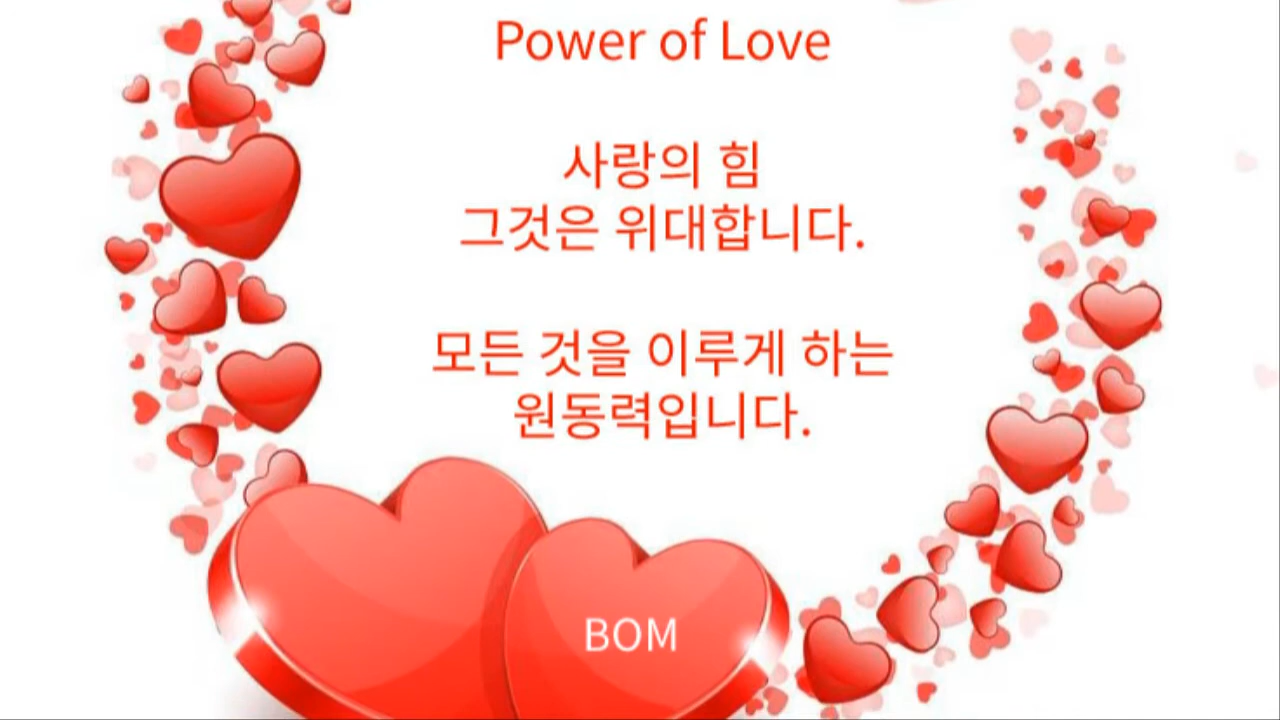 Power of Love
사랑의 힘
그것은 위대합니다.
모든 것을 이루게 하는
원동력입니다.
BOM